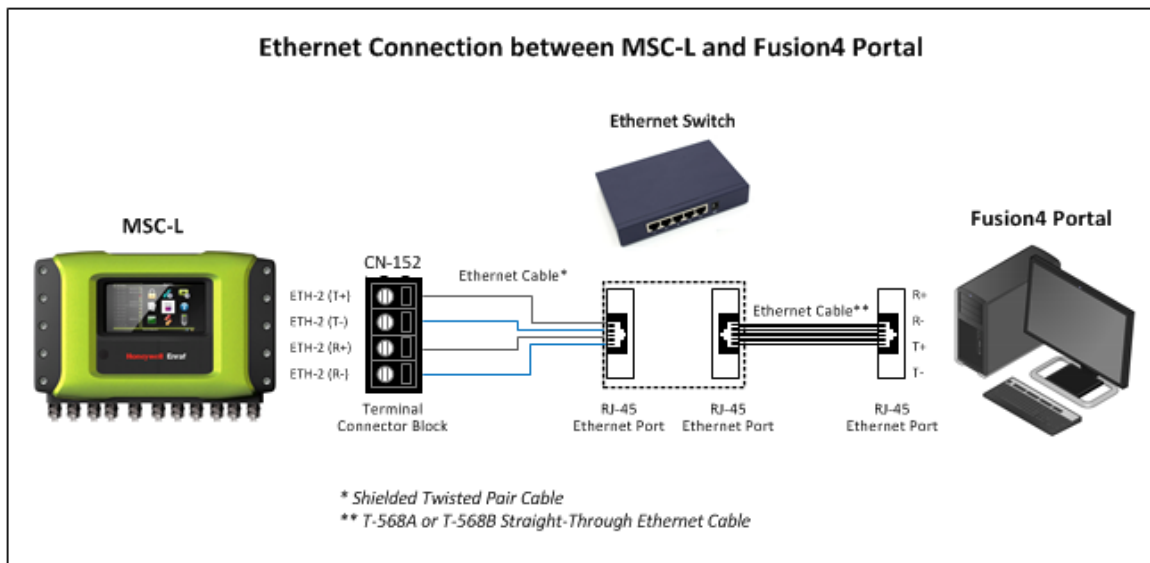 Ethernet Connection between MSC-L and Fusion4 Portal
Ethernet Switch
MSC-L
Fusion4 Portal
CN-152
Ethernet Cable*
ETH-2 (T+)
ETH-2 (T-)
ETH-2 (R+)
ETH-2 (R-)
Ethernet Cable**
R+
R-
T+
T-
Honeywell Enraf
Terminal
Connector Block
RJ-45
Ethernet Port
RJ-45
Ethernet Port
RJ-45
Ethernet Port
* Shielded Twisted Pair Cable
** T-568A or T-568B Straight-Through Ethernet Cable